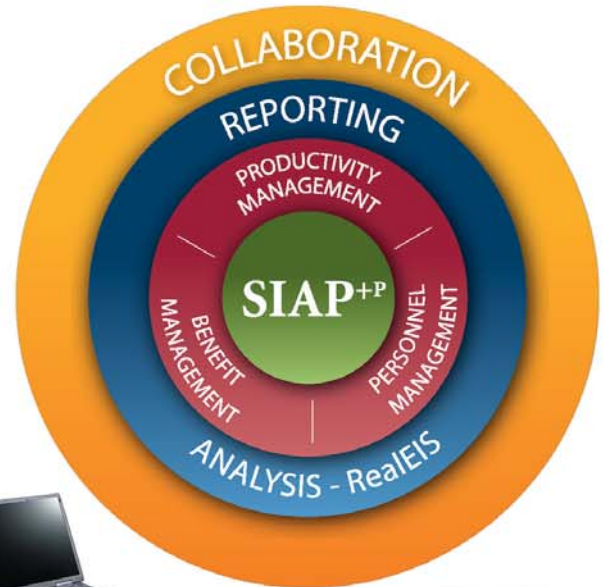 COLLABORATION
REPORTING
PRODUCTIVITY
MANAGEMENT
SIAP+P
BENEFIT
MANAGEMENT
PERSONNEL
MANAGEMENT
ANALYSIS - RealEIS